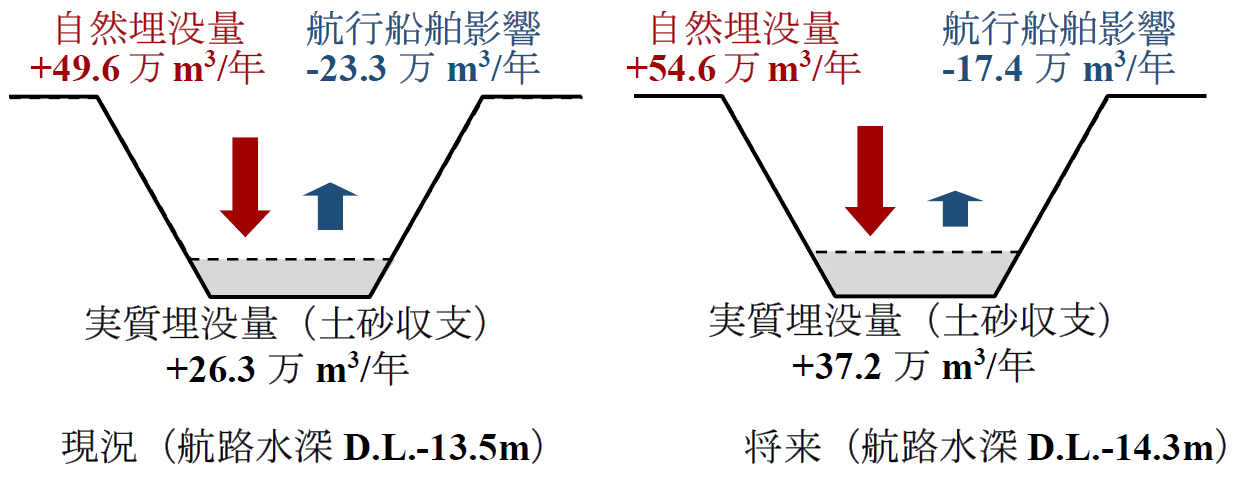 自然埋没量
+49.6 万 m³/年
航行船舶影響
-23.3 万 m³/年
実質埋没量（土砂収支）
+26.3 万 m³/年
現況（航路水深 D.L.-13.5m）
自然埋没量
+54.6 万 m³/年
航行船舶影響
-17.4 万 m³/年
実質埋没量（土砂収支）
+37.2 万 m³/年
将来（航路水深 D.L.-14.3m）